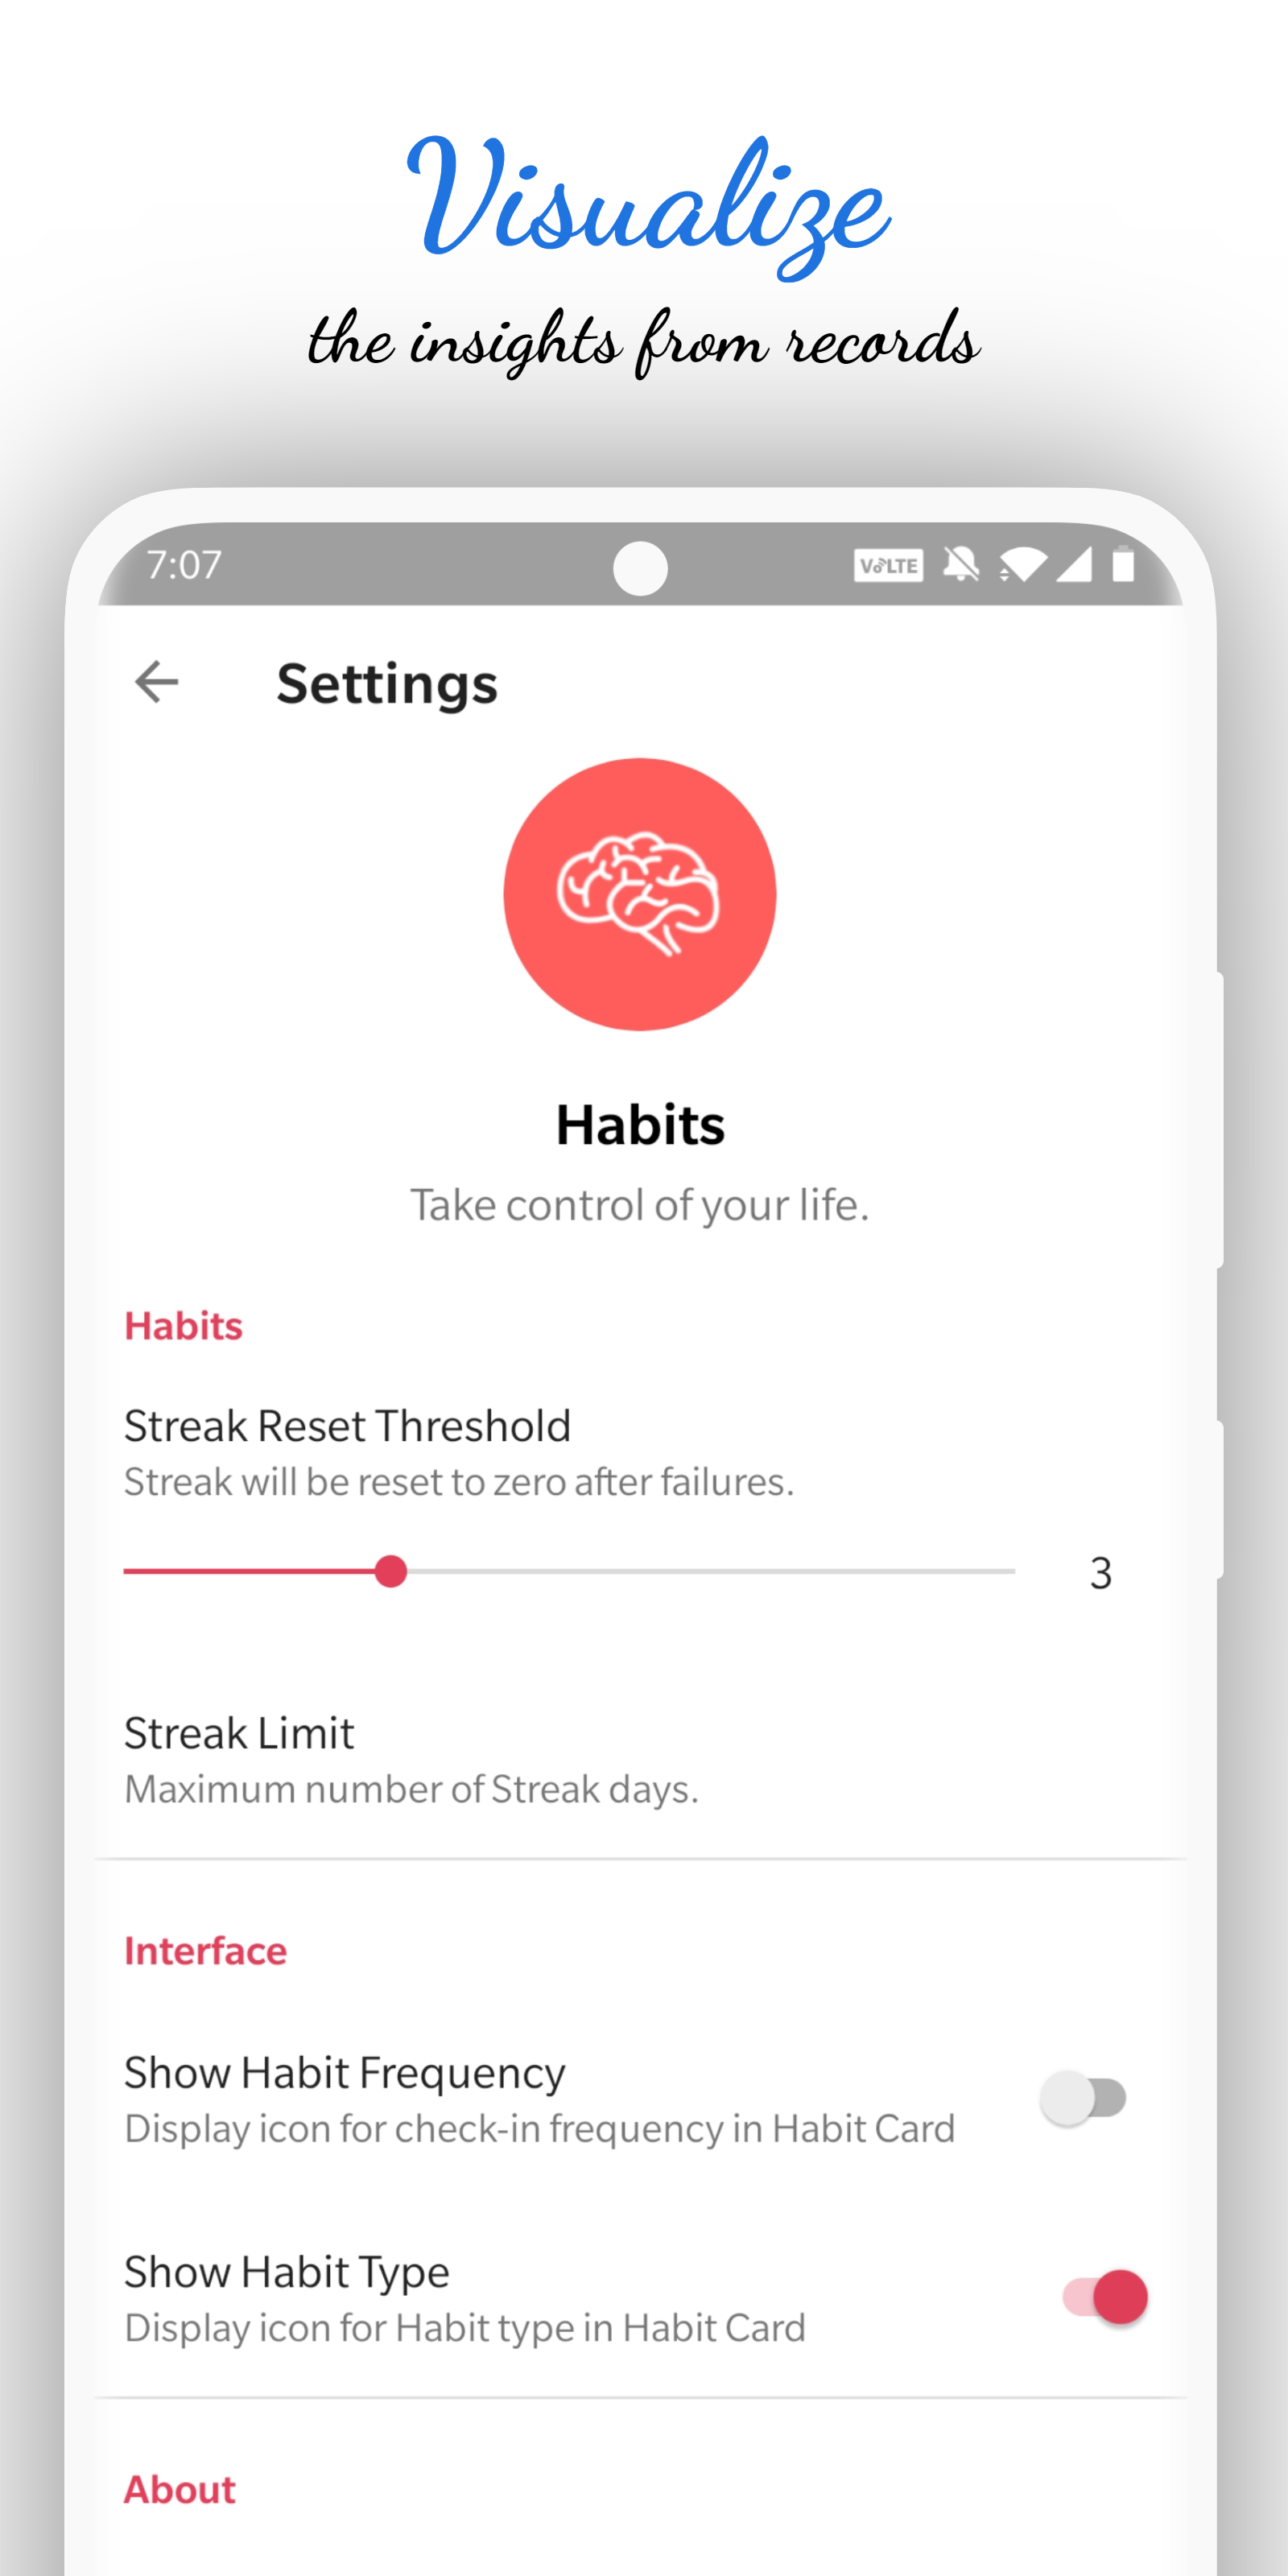 Visualize
the insights from records
7:07
VoLTE
Settings
Habits
Take control of your life.
Habits
Streak Reset Threshold
Streak will be reset to zero after failures.
3
Streak Limit
Maximum number of Streak days.
Interface
Show Habit Frequency
Display icon for check-in frequency in Habit Card
Show Habit Type
Display icon for Habit type in Habit Card
About